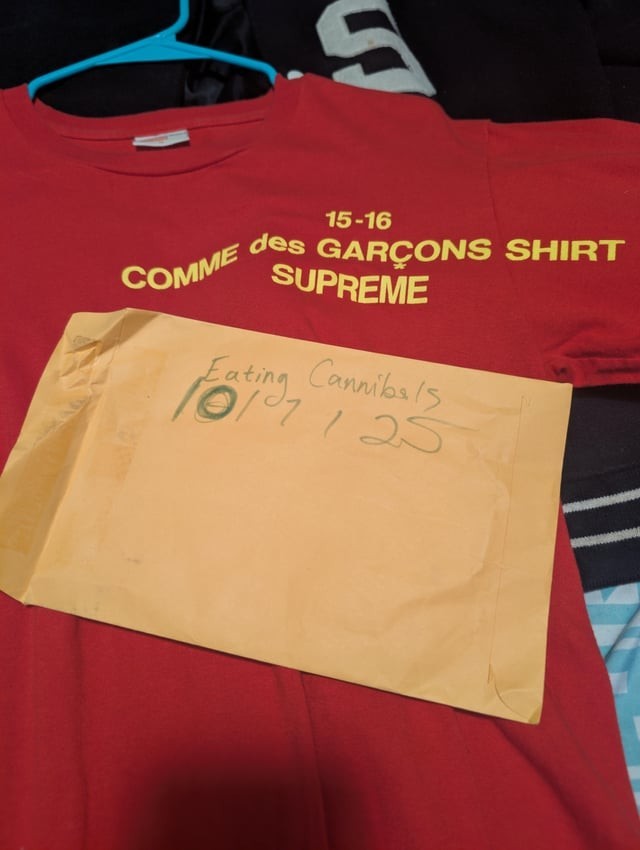 S
15-16
COMME des GARÇONS SHIRT
SUPREME
Eating Cannibals
10/7/25